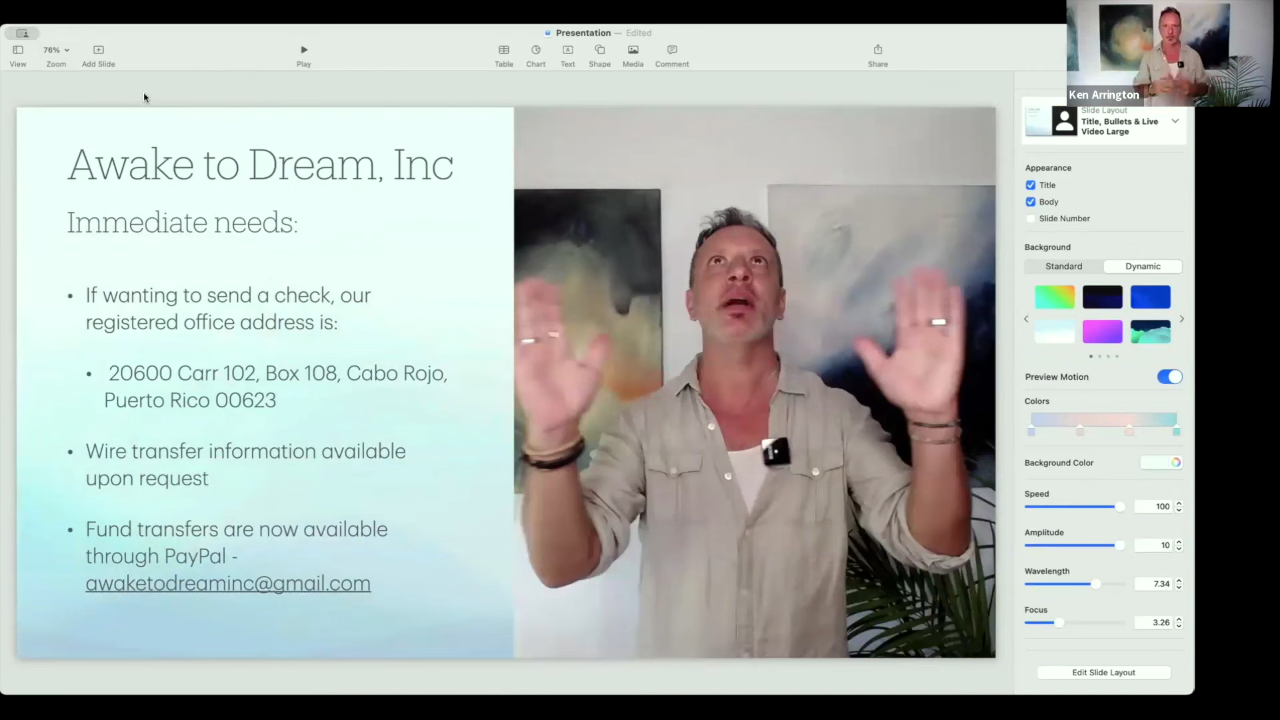 Presentation — Edited
76%
View
Zoom
Add Slide
Play
Table
Chart
Text
Shape
Media
Comment
Share
Ken Arrington
Awake to Dream, Inc
Immediate needs:
• If wanting to send a check, our
registered office address is:
• 20600 Carr 102, Box 108, Cabo Rojo,
Puerto Rico 00623
• Wire transfer information available
upon request
• Fund transfers are now available
through PayPal -
awaketodreaminc@gmail.com
Slide Layout
Title, Bullets & Live
Video Large
Appearance
Title
Body
Slide Number
Background
Standard
Dynamic
Preview Motion
Colors
Background Color
Speed
100
Amplitude
10
Wavelength
7.34
Focus
3.26
Edit Slide Layout